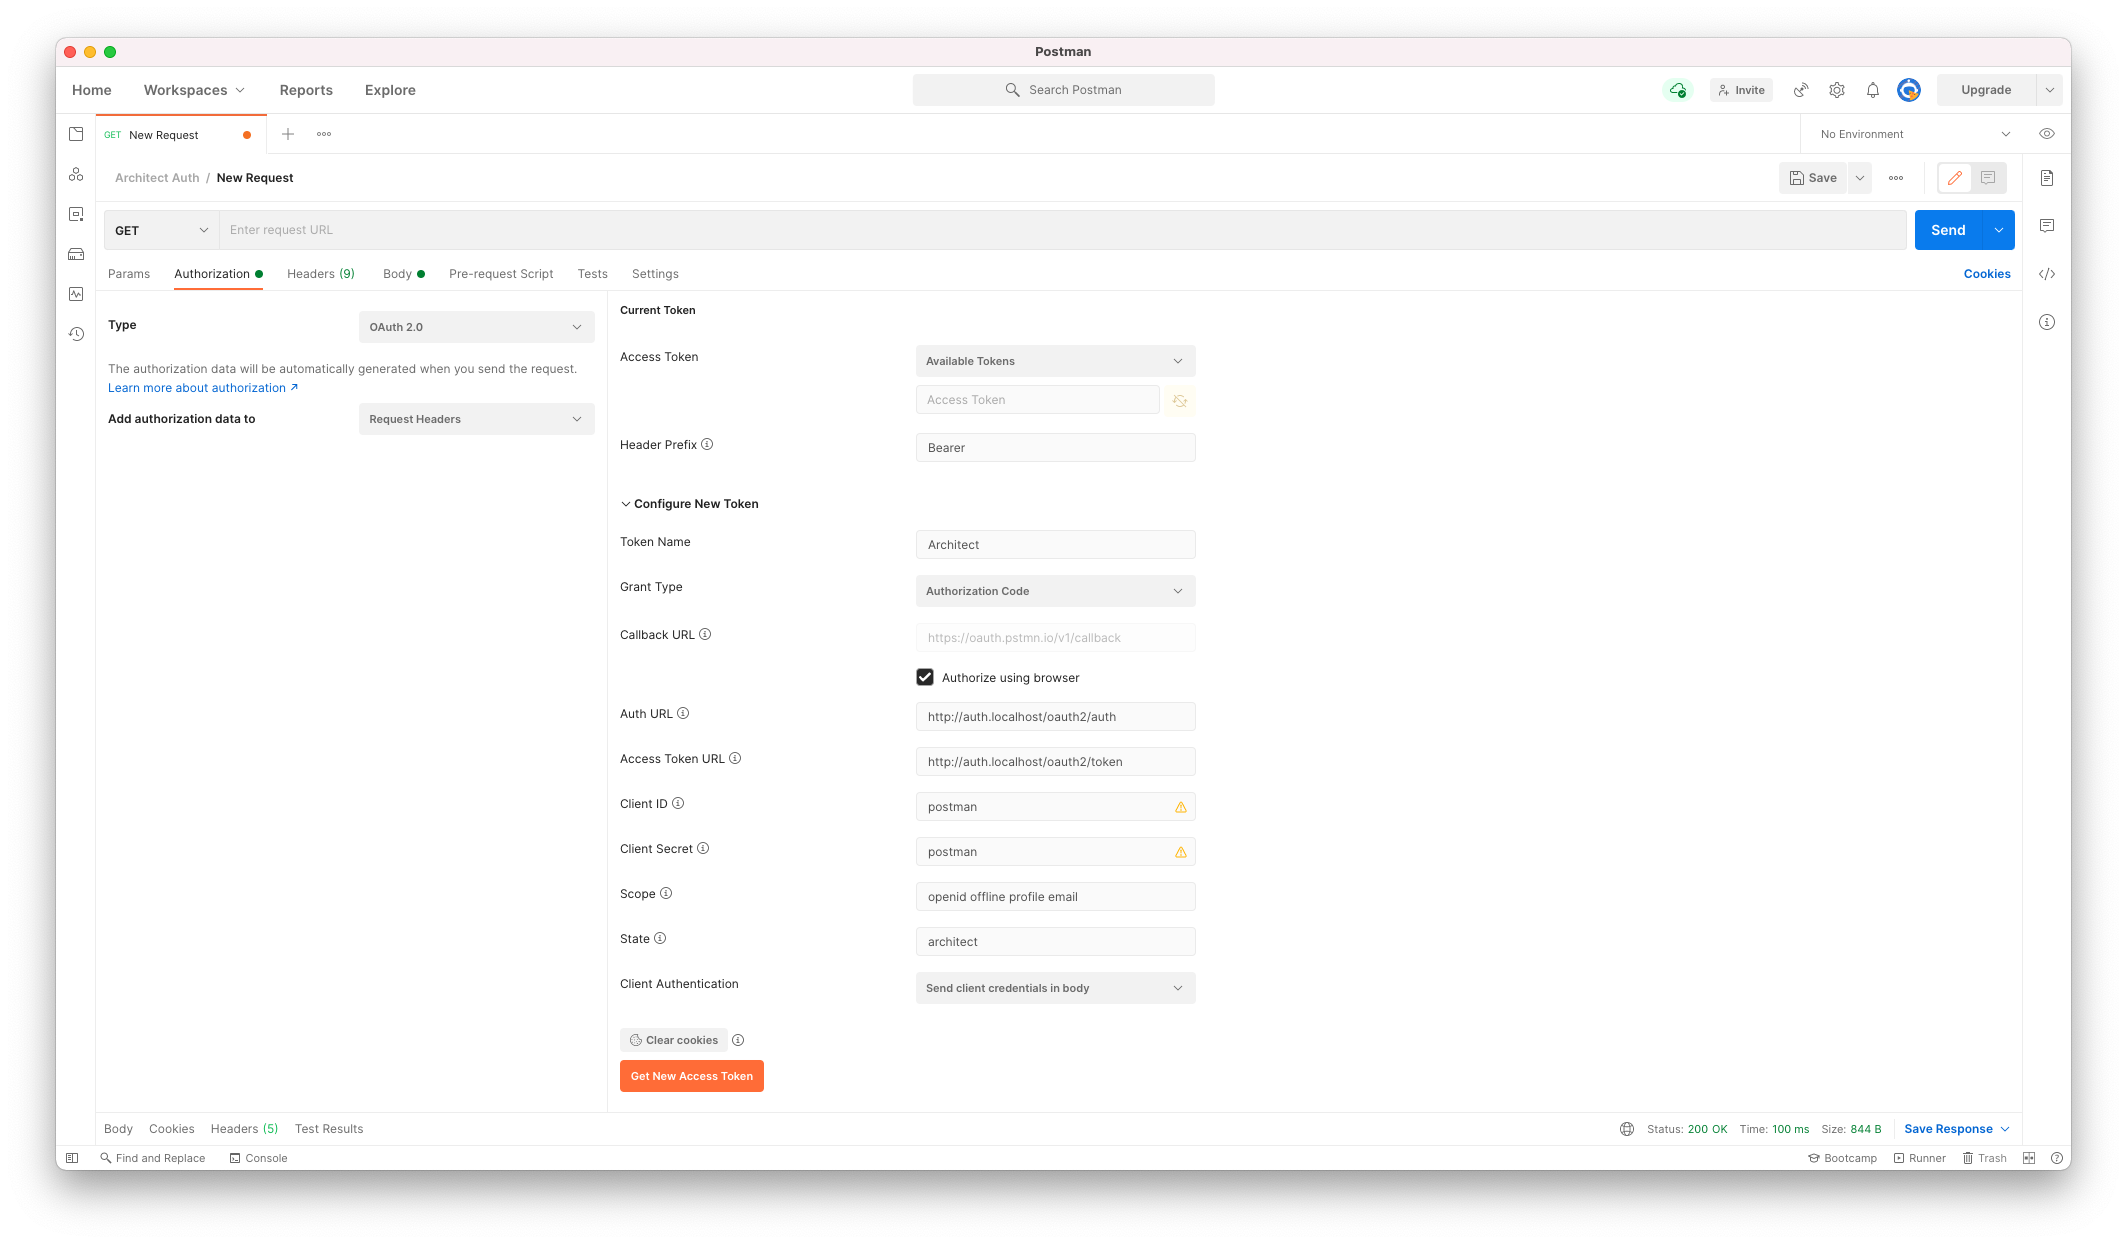 Postman
Home Workspaces Reports Explore Search Postman Invite Upgrade
GET New Request No Environment
Architect Auth / New Request Save
GET Enter request URL Send
Params Authorization Headers (9) Body Pre-request Script Tests Settings Cookies
Type OAuth 2.0
The authorization data will be automatically generated when you send the request.
Learn more about authorization ↗
Add authorization data to Request Headers
Current Token
Access Token Available Tokens
Access Token
Header Prefix Bearer
Configure New Token
Token Name Architect
Grant Type Authorization Code
Callback URL https://oauth.pstmn.io/v1/callback
Authorize using browser
Auth URL http://auth.localhost/oauth2/auth
Access Token URL http://auth.localhost/oauth2/token
Client ID postman
Client Secret postman
Scope openid offline profile email
State architect
Client Authentication Send client credentials in body
Clear cookies
Get New Access Token
Body Cookies Headers (5) Test Results Status: 200 OK Time: 100 ms Size: 844 B Save Response
Find and Replace Console Bootcamp Runner Trash